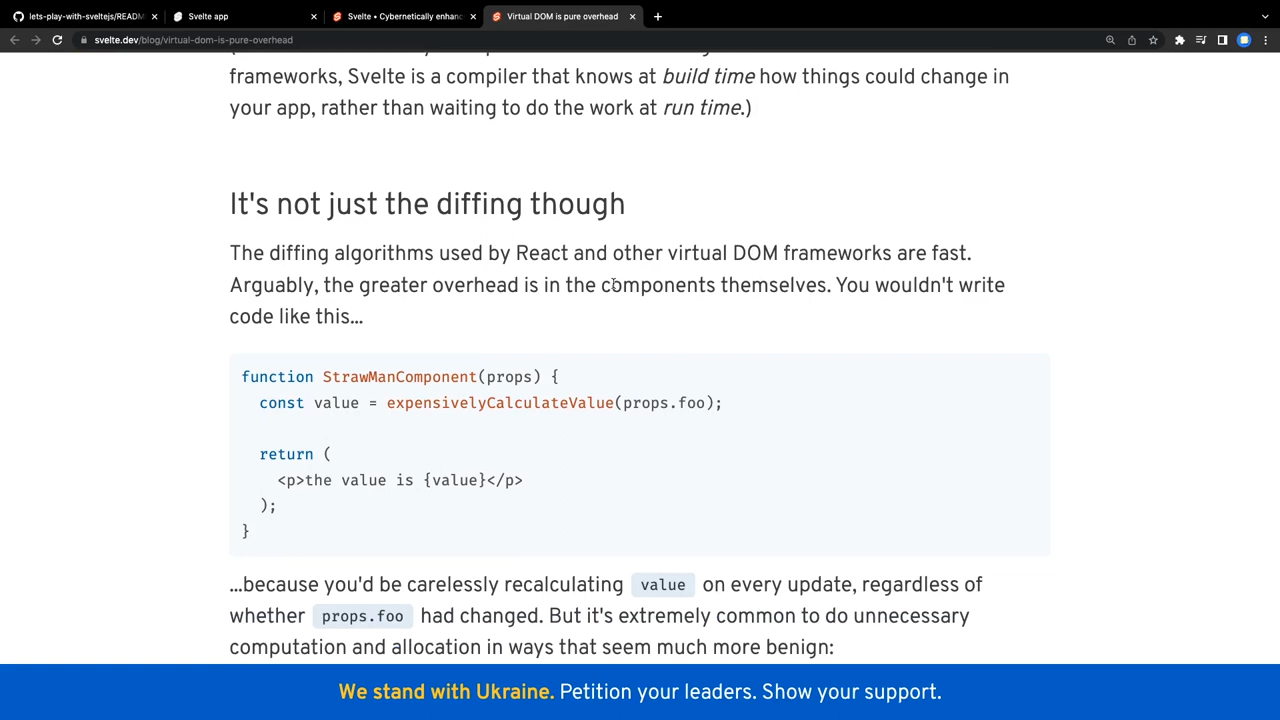 lets-play-with-sveltejs/READM
Svelte app
Svelte • Cybernetically enhanc
Virtual DOM is pure overhead
svelte.dev/blog/virtual-dom-is-pure-overhead
frameworks, Svelte is a compiler that knows at build time how things could change in
your app, rather than waiting to do the work at run time.)
It's not just the diffing though
The diffing algorithms used by React and other virtual DOM frameworks are fast.
Arguably, the greater overhead is in the components themselves. You wouldn't write
code like this...
function StrawManComponent(props) {
const value = expensivelyCalculateValue(props.foo);
return (
<p>the value is {value}</p>
);
}
...because you'd be carelessly recalculating value on every update, regardless of
whether props.foo had changed. But it's extremely common to do unnecessary
computation and allocation in ways that seem much more benign:
We stand with Ukraine. Petition your leaders. Show your support.